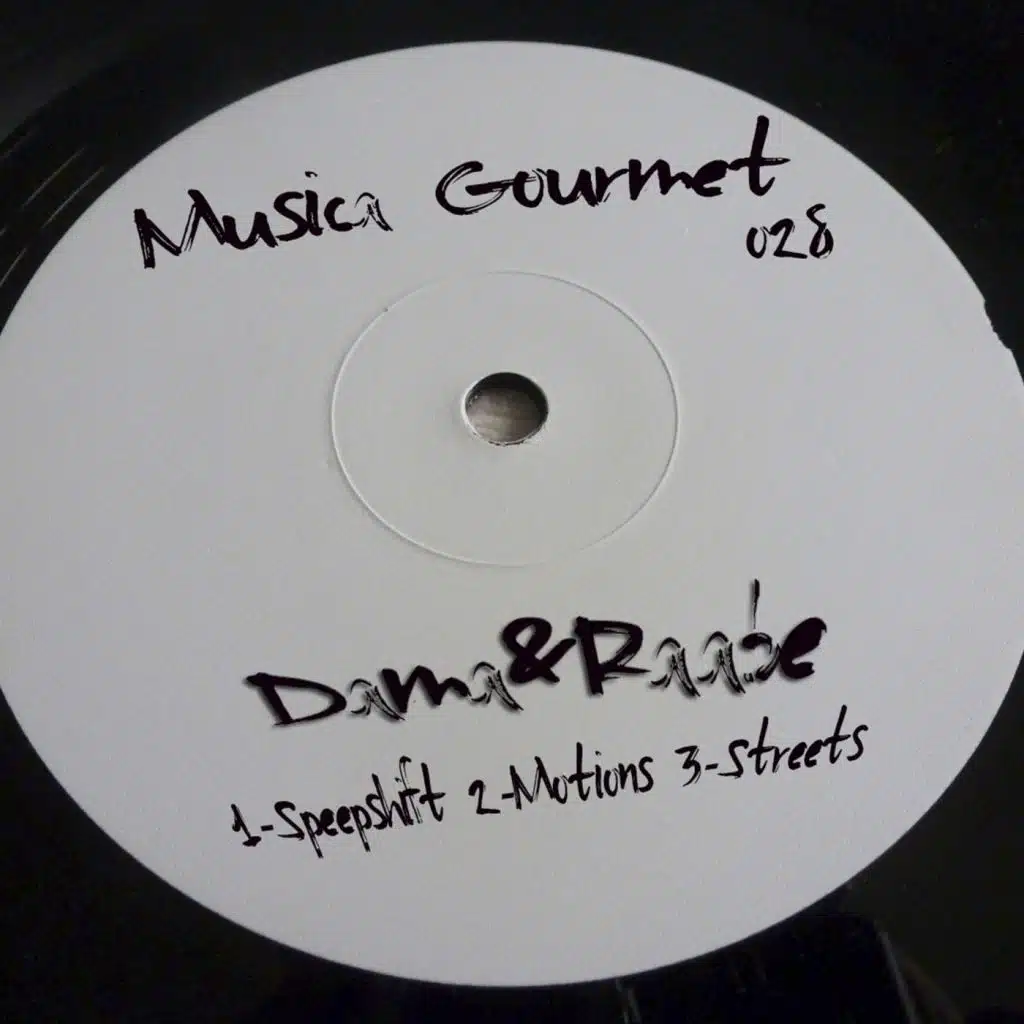 Musica Gourmet
028
Dama&Raabe
1-Speepshift 2-Motions 3-Streets